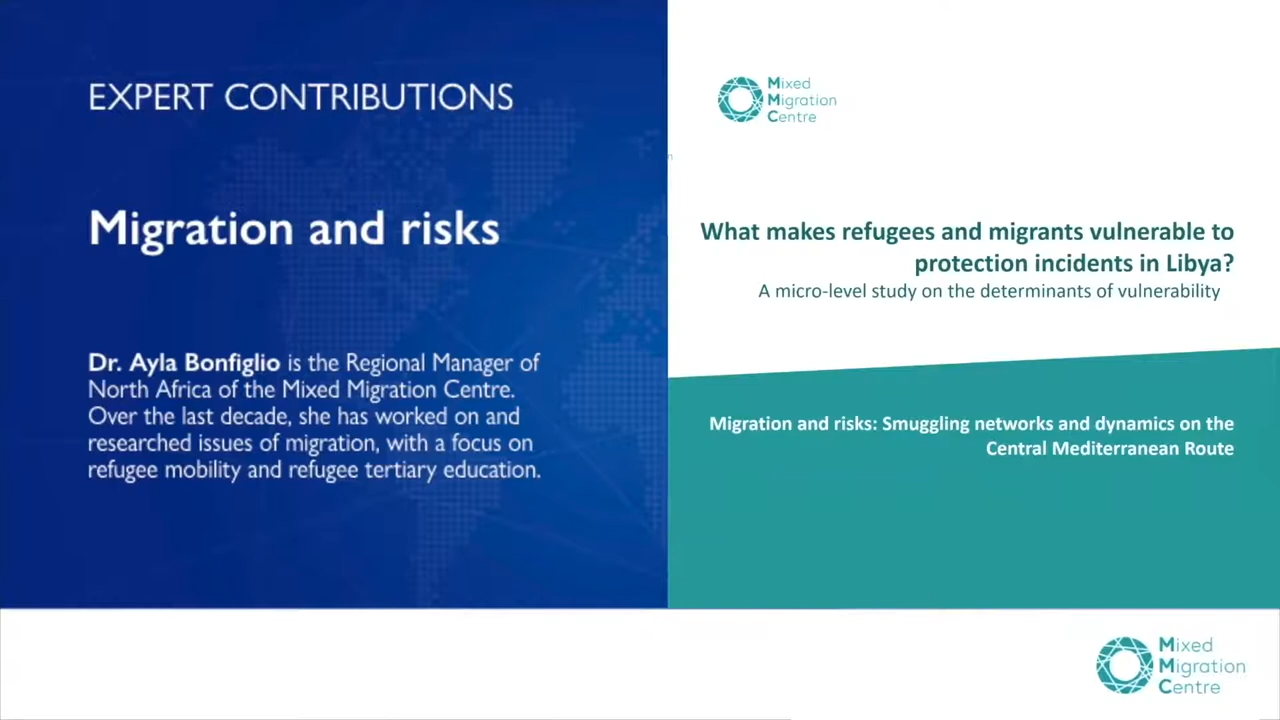 EXPERT CONTRIBUTIONS
Migration and risks
Dr. Ayla Bonfiglio is the Regional Manager of
North Africa of the Mixed Migration Centre.
Over the last decade, she has worked on and
researched issues of migration, with a focus on
refugee mobility and refugee tertiary education.
Mixed
Migration
Centre
n
What makes refugees and migrants vulnerable to
protection incidents in Libya?
A micro-level study on the determinants of vulnerability
Migration and risks: Smuggling networks and dynamics on the
Central Mediterranean Route
Mixed
Migration
Centre